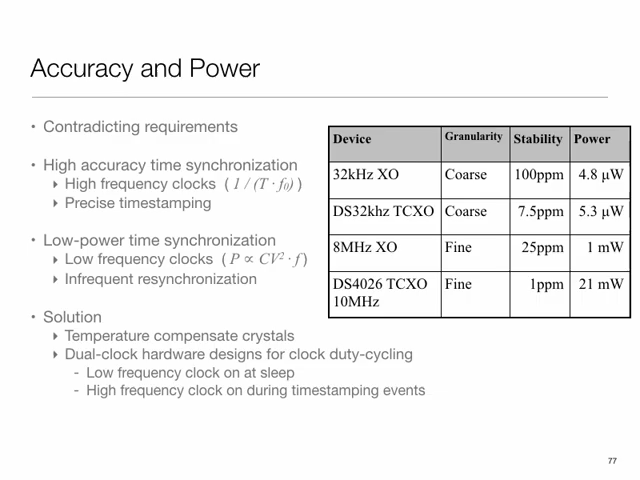 Accuracy and Power
• Contradicting requirements
• High accuracy time synchronization
▸ High frequency clocks ( 1 / (T · f₀) )
▸ Precise timestamping
• Low-power time synchronization
▸ Low frequency clocks ( P ∝ CV² · f )
▸ Infrequent resynchronization
• Solution
▸ Temperature compensate crystals
▸ Dual-clock hardware designs for clock duty-cycling
- Low frequency clock on at sleep
- High frequency clock on during timestamping events
Device Granularity Stability Power
32kHz XO Coarse 100ppm 4.8 μW
DS32khz TCXO Coarse 7.5ppm 5.3 μW
8MHz XO Fine 25ppm 1 mW
DS4026 TCXO Fine 1ppm 21 mW
10MHz
77